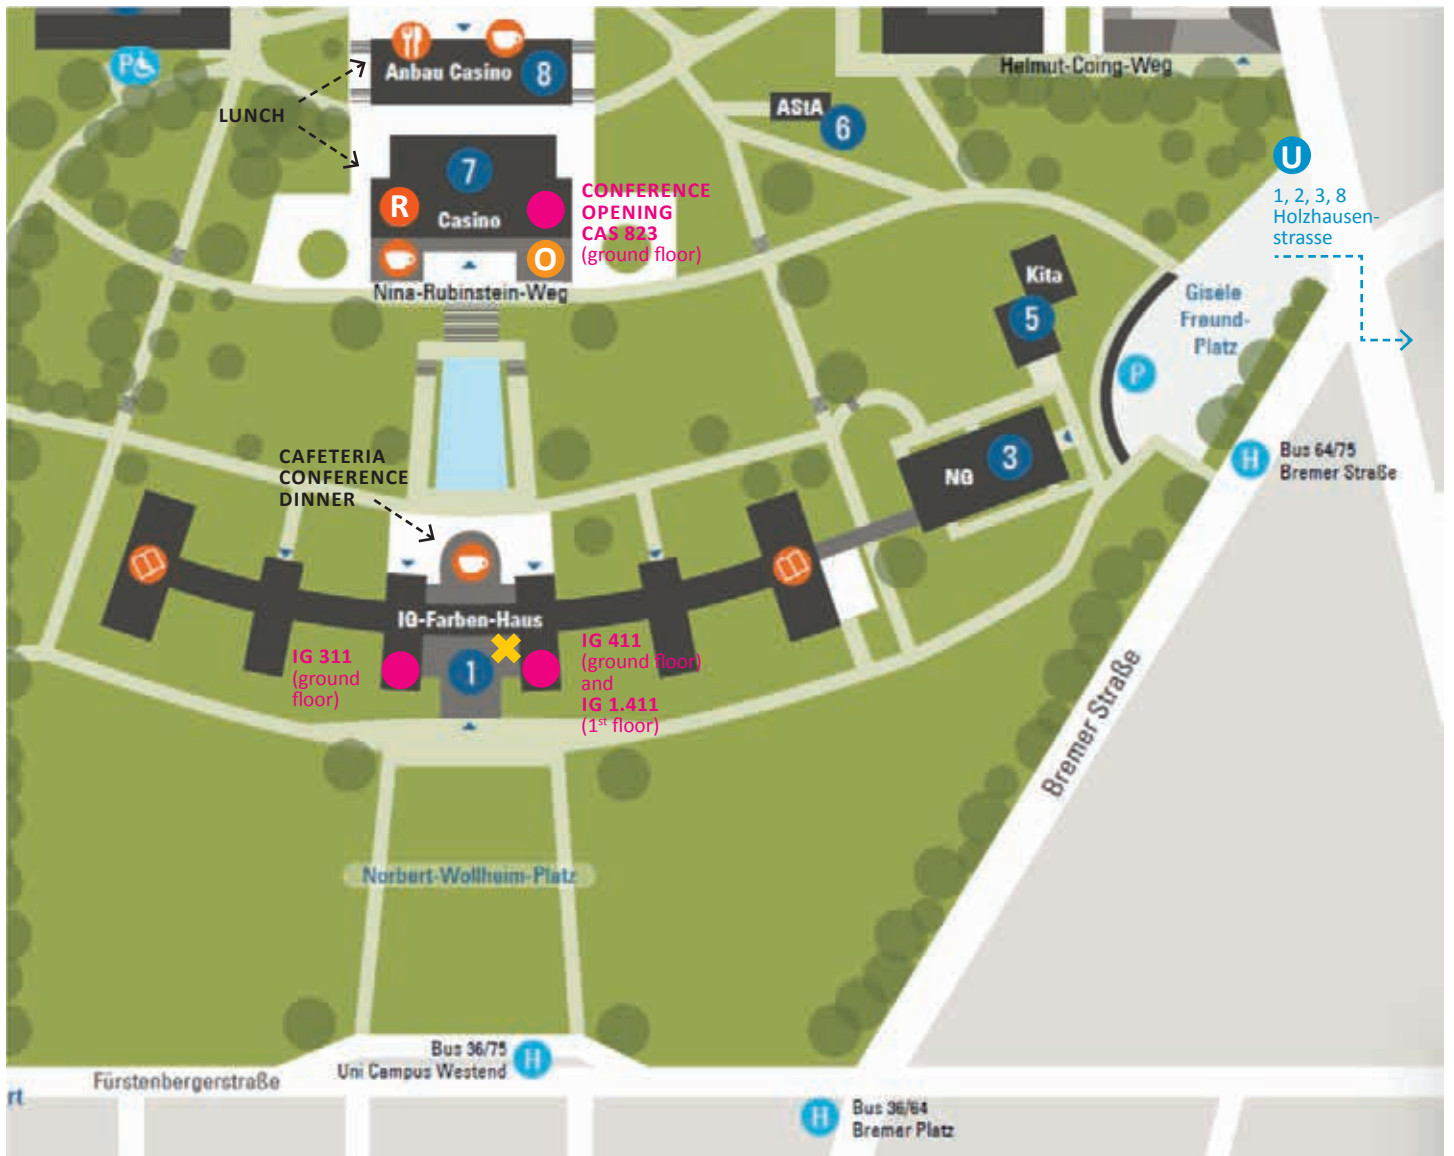 P
Anbau Casino
8
LUNCH
Helmut-Coing-Weg
AStA
6
U
1, 2, 3, 8
Holzhausen-
strasse
7
R
Casino
O
CONFERENCE
OPENING
CAS 823
(ground floor)
Nina-Rubinstein-Weg
Kita
5
Gisèle
Freund-
Platz
P
CAFETERIA
CONFERENCE
DINNER
3
NG
H
Bus 64/75
Bremer Straße
IG-Farben-Haus
1
IG 311
(ground
floor)
IG 411
(ground floor)
and
IG 1.411
(1st floor)
Bremer Straße
Norbert-Wollheim-Platz
Bus 36/75
Uni Campus Westend
H
Fürstenbergerstraße
rt
H
Bus 36/64
Bremer Platz